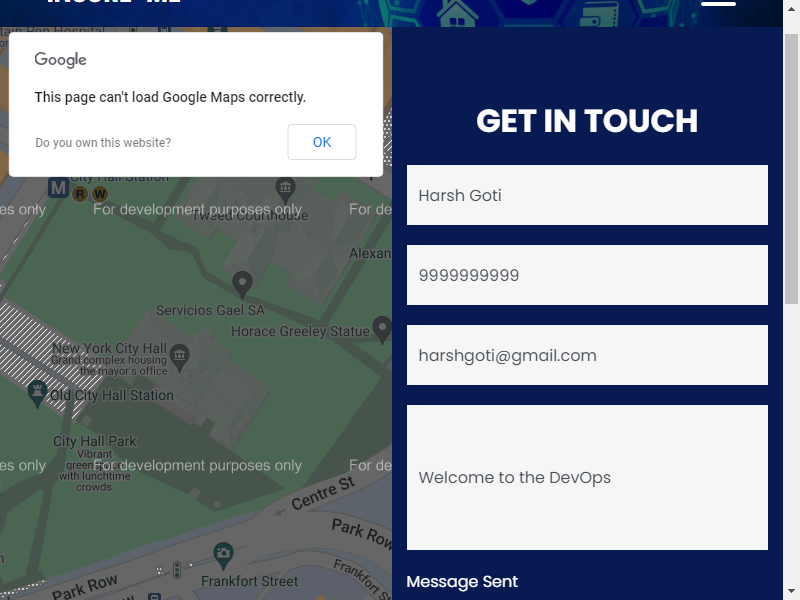 Google
This page can't load Google Maps correctly.
Do you own this website?
OK
City Hall Station
M
R
W
es only
For development purposes only
For de
Tweed Courthouse
Alexan
Servicios Gael SA
Horace Greeley Statue
New York City Hall
Grand complex housing
the mayor's office
Old City Hall Station
City Hall Park
Vibrant
greenspace
with lunchtime
crowds
es only
For development purposes only
For de
Centre St
Park Row
Frankfort Street
Frankfort St
Park Row
GET IN TOUCH
Harsh Goti
9999999999
harshgoti@gmail.com
Welcome to the DevOps
Message Sent